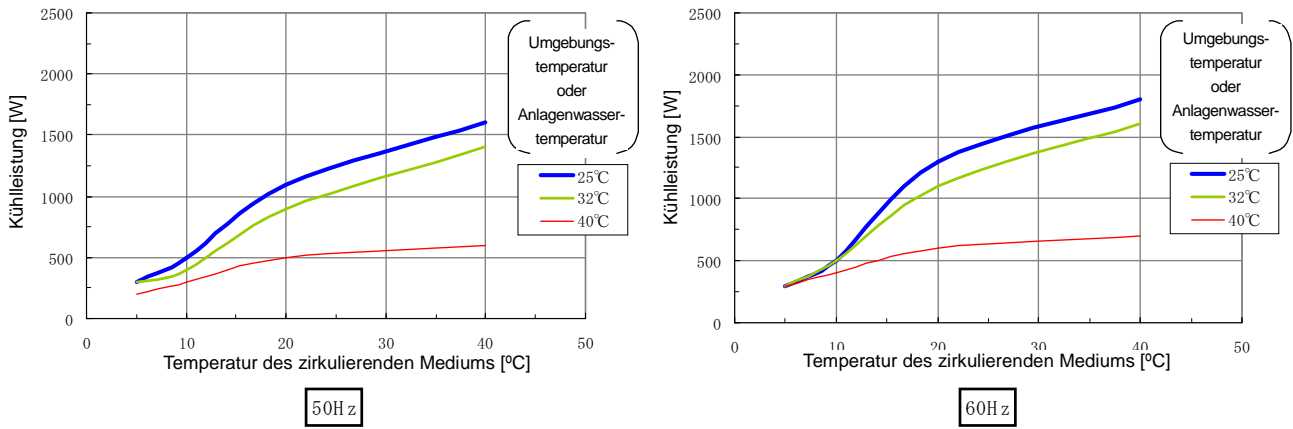 2500
2000
1500
1000
500
0
Kühlleistung [W]
0
10
20
30
40
50
Temperatur des zirkulierenden Mediums [ºC]
Umgebungs-
temperatur
oder
Anlagenwasser-
temperatur
25℃
32℃
40℃
50Hz
2500
2000
1500
1000
500
0
Kühlleistung [W]
0
10
20
30
40
50
Temperatur des zirkulierenden Mediums [ºC]
Umgebungs-
temperatur
oder
Anlagenwasser-
temperatur
25℃
32℃
40℃
60Hz